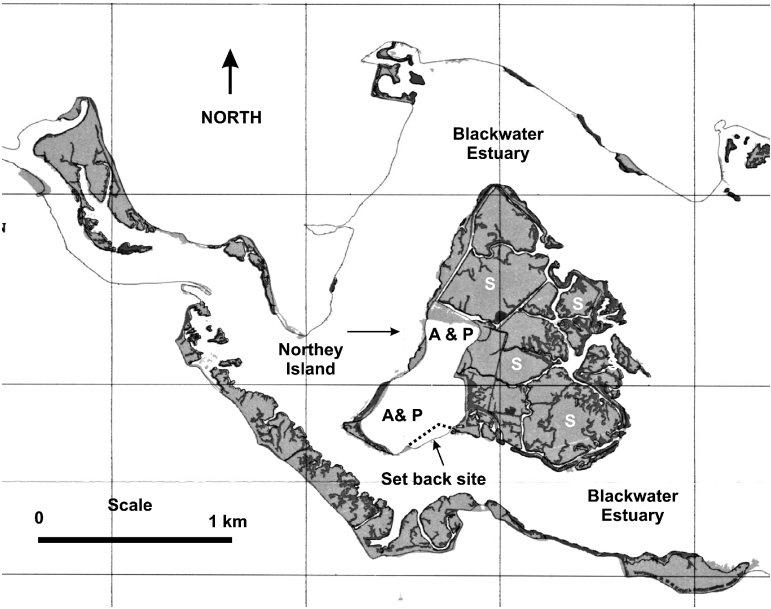 NORTH
Blackwater
Estuary
N
S
S
A & P
Northey
Island
S
A& P
S
Set back site
Blackwater
Estuary
Scale
0
1 km